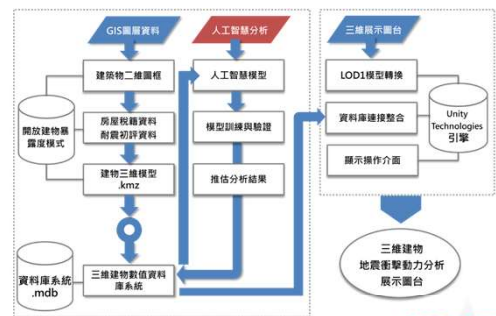 GIS圖層資料
人工智慧分析
三維展示圖台
建築物二維圖框
人工智慧模型
LOD1模型轉換
開放建物暴
露度模式
房屋稅籍資料
耐震初評資料
模型訓練與驗證
資料庫連接整合
Unity
Technologies
引擎
建物三維模型
.kmz
推估分析結果
顯示操作介面
資料庫系統
.mdb
三維建物數值資料
庫系統
三維建物
地震衝擊動力分析
展示圖台